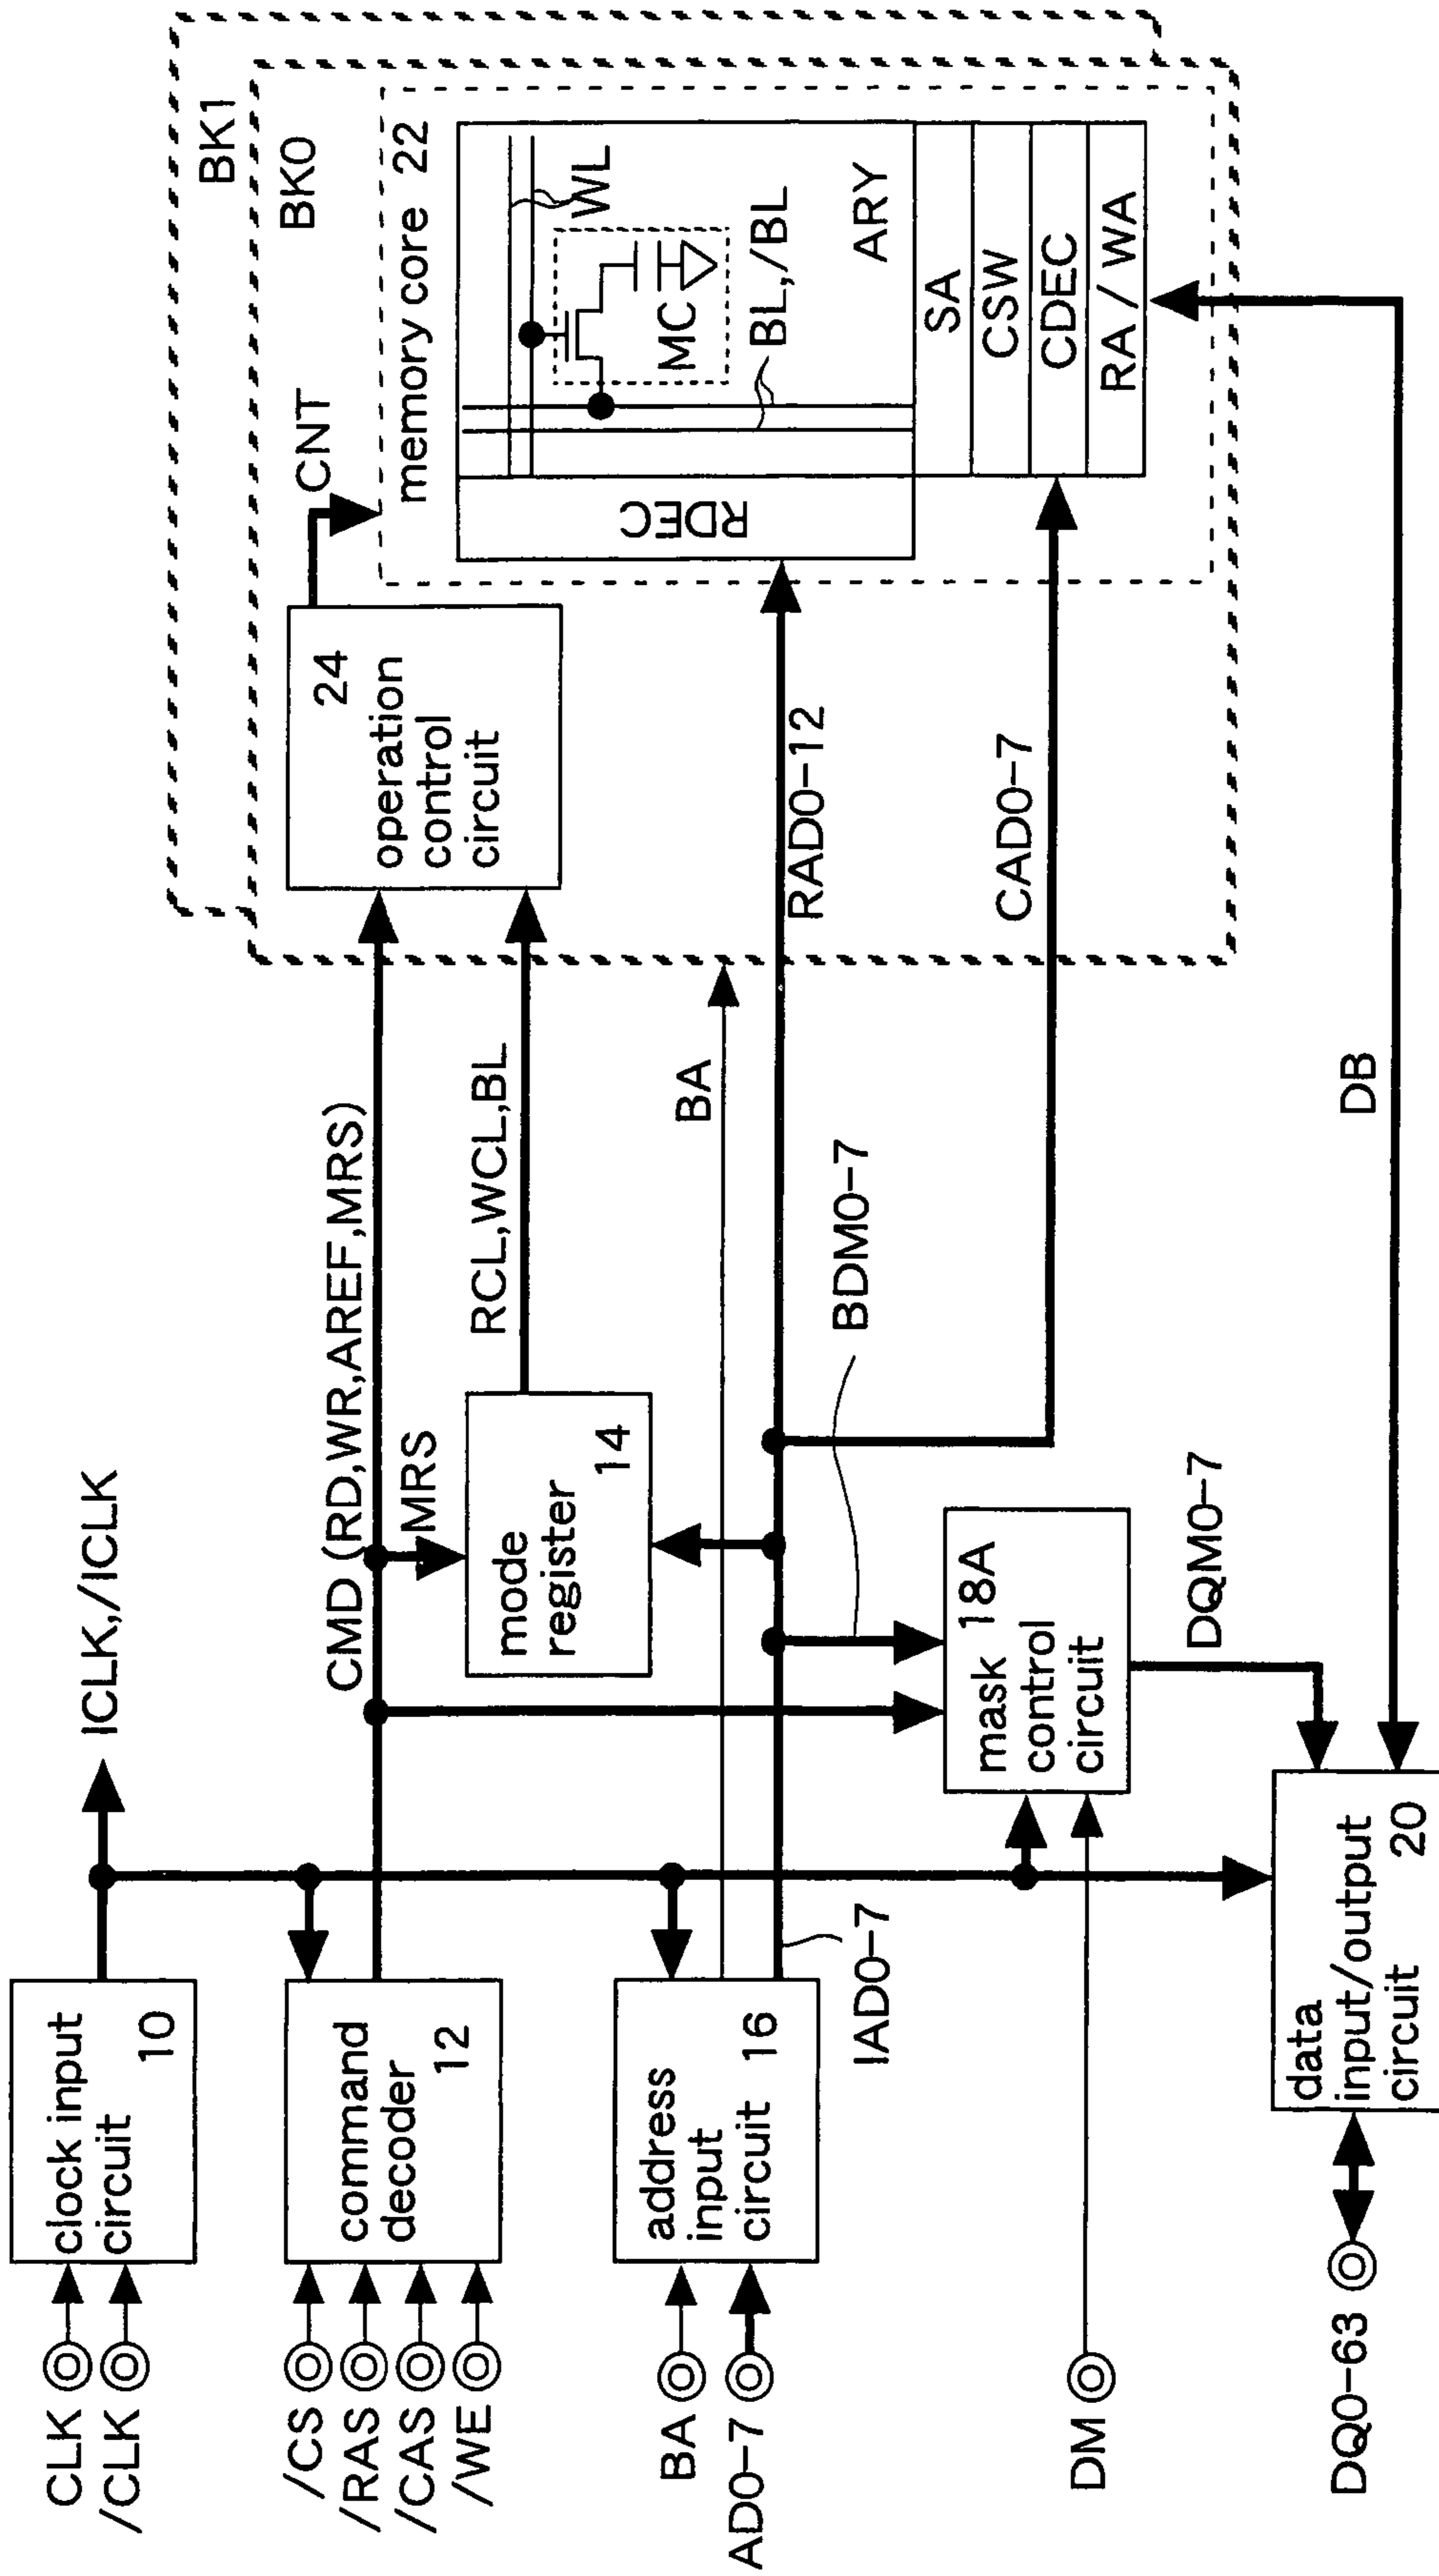 CLK
/CLK
clock input
circuit
10
ICLK,/ICLK
/CS
/RAS
/CAS
/WE
command
decoder
12
CMD (RD,WR,AREF,MRS)
MRS
mode
register
14
RCL,WCL,BL
BA
AD0-7
address
input
circuit 16
IAD0-7
BA
BDM0-7
RAD0-12
CAD0-7
DM
mask 18A
control
circuit
DQM0-7
DQ0-63
data
input/output
circuit 20
DB
BK1
BK0
24
operation
control
circuit
CNT
memory core 22
RDEC
WL
MC
BL,/BL
ARY
SA
CSW
CDEC
RA / WA